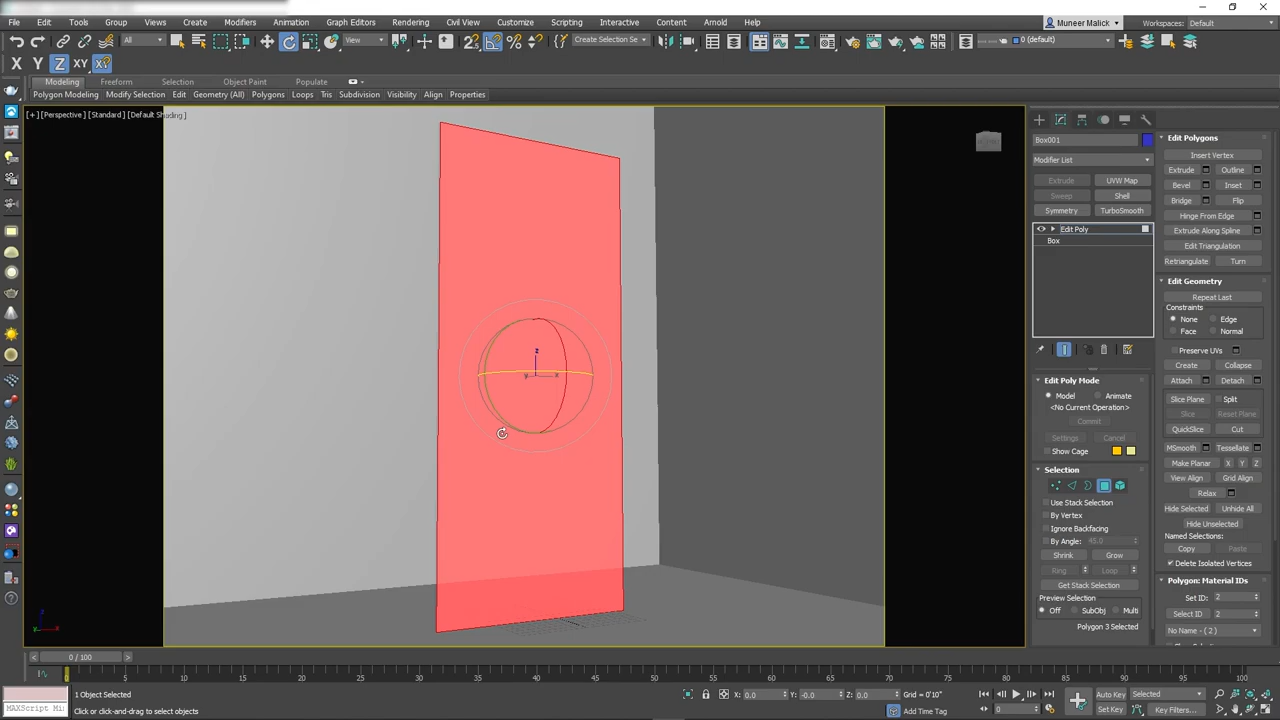 File Edit Tools Group Views Create Modifiers Animation Graph Editors Rendering Civil View Customize Scripting Interactive Content Arnold Help
Muneer Malick
Workspaces: Default
All View Create Selection Se 0 (default)
X Y Z XY
Modeling Freeform Selection Object Paint Populate
Polygon Modeling Modify Selection Edit Geometry (All) Polygons Loops Tris Subdivision Visibility Align Properties
[+] [Perspective] [Standard] [Default Shading]
Box001
Modifier List
Extrude UVW Map
Sweep Shell
Symmetry TurboSmooth
Edit Poly
Box
Edit Poly Mode
Model Animate
<No Current Operation>
Commit
Settings Cancel
Show Cage
Selection
Use Stack Selection
By Vertex
Ignore Backfacing
By Angle: 45.0
Shrink Grow
Ring Loop
Get Stack Selection
Preview Selection
Off SubObj Multi
Polygon 3 Selected
Edit Polygons
Insert Vertex
Extrude Outline
Bevel Inset
Bridge Flip
Hinge From Edge
Extrude Along Spline
Edit Triangulation
Retriangulate Turn
Edit Geometry
Repeat Last
Constraints
None Edge
Face Normal
Preserve UVs
Create Collapse
Attach Detach
Slice Plane Split
Slice Reset Plane
QuickSlice Cut
MSmooth Tessellate
Make Planar X Y Z
View Align Grid Align
Relax
Hide Selected Unhide All
Hide Unselected
Named Selections:
Copy Paste
Delete Isolated Vertices
Polygon: Material IDs
Set ID: 2
Select ID 2
No Name - ( 2 )
z
y x
0 / 100
0 5 10 15 20 25 30 35 40 45 50 55 60 65 70 75 80 85 90 95 100
1 Object Selected
X: 0.0 Y: -0.0 Z: 0.0 Grid = 0'10"
Auto Key Selected
MAXScript Mi
Click or click-and-drag to select objects
Add Time Tag
0
Set Key Key Filters...